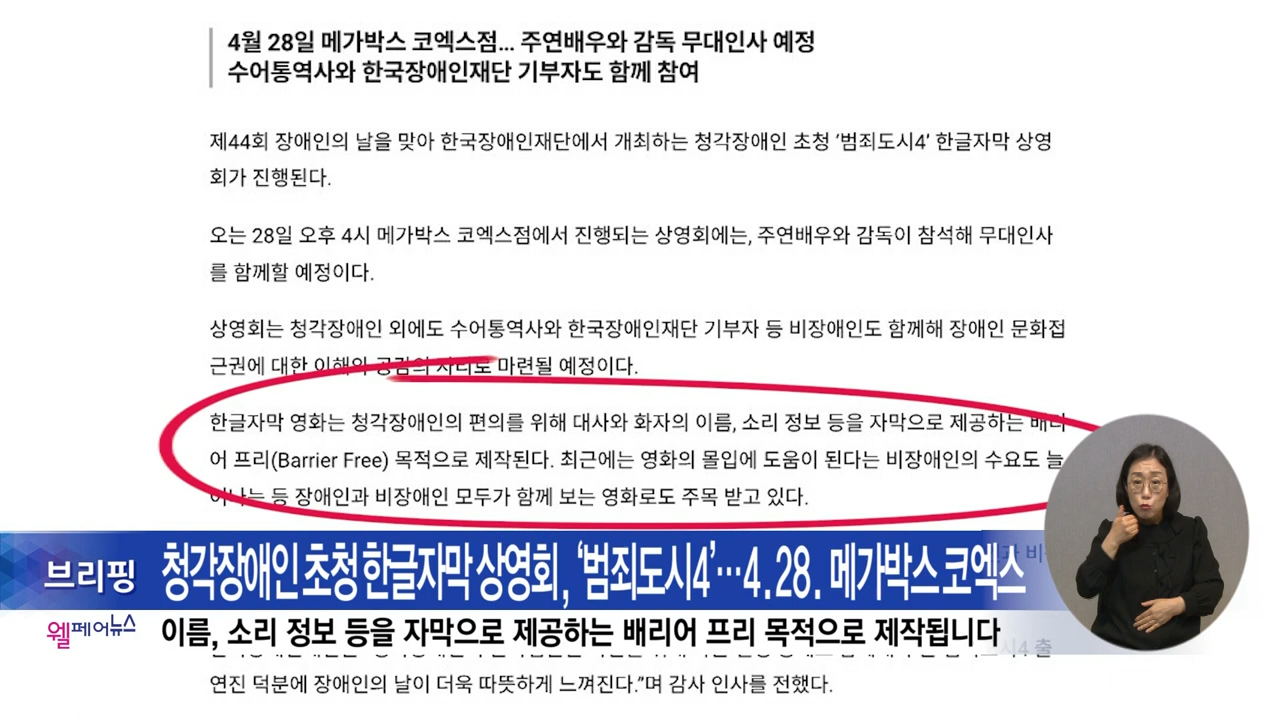 4월 28일 메가박스 코엑스점... 주연배우와 감독 무대인사 예정
수어통역사와 한국장애인재단 기부자도 함께 참여
제44회 장애인의 날을 맞아 한국장애인재단에서 개최하는 청각장애인 초청 ‘범죄도시4’ 한글자막 상영
회가 진행된다.
오는 28일 오후 4시 메가박스 코엑스점에서 진행되는 상영회에는, 주연배우와 감독이 참석해 무대인사
를 함께할 예정이다.
상영회는 청각장애인 외에도 수어통역사와 한국장애인재단 기부자 등 비장애인도 함께해 장애인 문화접
근권에 대한 이해와 공감의 자리로 마련될 예정이다.
한글자막 영화는 청각장애인의 편의를 위해 대사와 화자의 이름, 소리 정보 등을 자막으로 제공하는 배리
어 프리(Barrier Free) 목적으로 제작된다. 최근에는 영화의 몰입에 도움이 된다는 비장애인의 수요도 늘
어나는 등 장애인과 비장애인 모두가 함께 보는 영화로도 주목 받고 있다.
브리핑 청각장애인 초청 한글자막 상영회, ‘범죄도시4’…4. 28. 메가박스 코엑스
웰페어뉴스 이름, 소리 정보 등을 자막으로 제공하는 배리어 프리 목적으로 제작됩니다
연진 덕분에 장애인의 날이 더욱 따뜻하게 느껴진다.”며 감사 인사를 전했다.